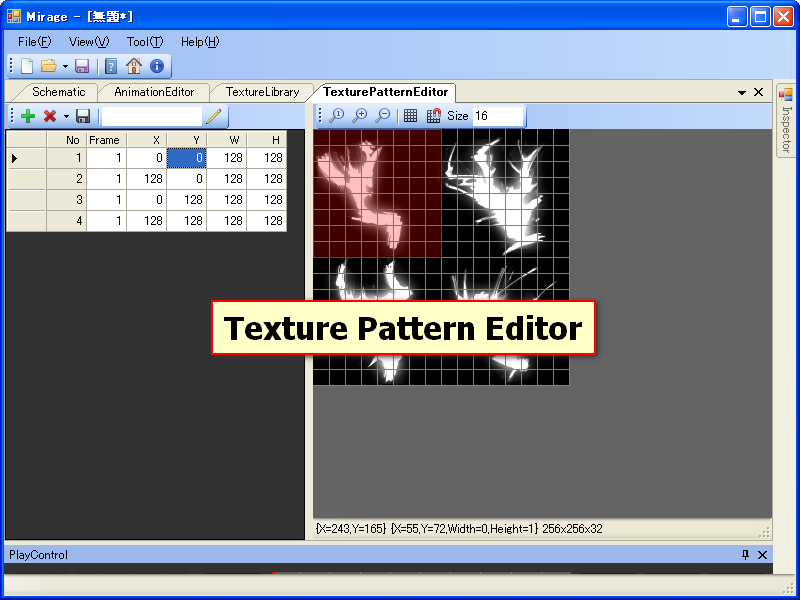 Mirage - [無題*]
File(F) View(V) Tool(T) Help(H)
Schematic AnimationEditor TextureLibrary TexturePatternEditor
Size 16
No Frame X Y W H
1 1 0 0 128 128
2 1 128 0 128 128
3 1 0 128 128 128
4 1 128 128 128 128
Inspector
Texture Pattern Editor
{X=243,Y=165} {X=55,Y=72,Width=0,Height=1} 256x256x32
PlayControl